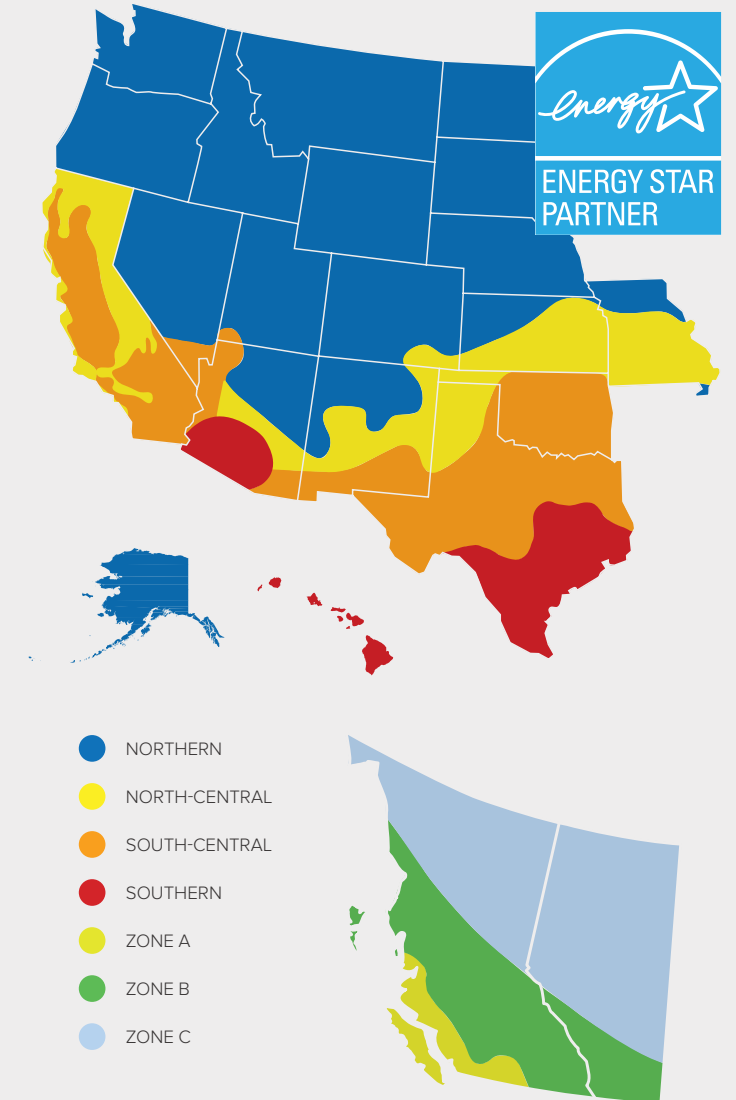 energy
ENERGY STAR
PARTNER
NORTHERN
NORTH-CENTRAL
SOUTH-CENTRAL
SOUTHERN
ZONE A
ZONE B
ZONE C